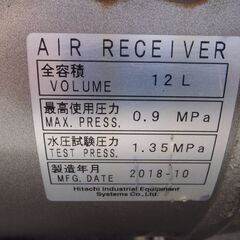 AIR RECEIVER
全容積
VOLUME 12 L
最高使用圧力
MAX. PRESS. 0.9 MPa
水圧試験圧力
TEST PRESS. 1.35 MPa
製造年月
MFG. DATE 2018-10
Hitachi Industrial Equipment
Systems Co., Ltd.